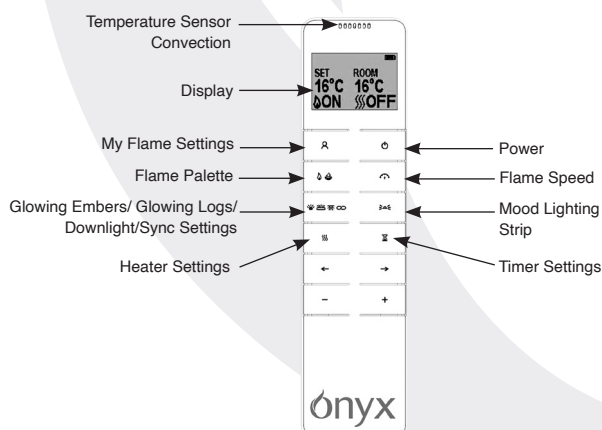 Temperature Sensor
Convection
SET ROOM
16°C 16°C
ON OFF
Display
My Flame Settings
Power
Flame Palette
Flame Speed
Glowing Embers/ Glowing Logs/
Downlight/Sync Settings
Mood Lighting
Strip
Heater Settings
Timer Settings
onyx